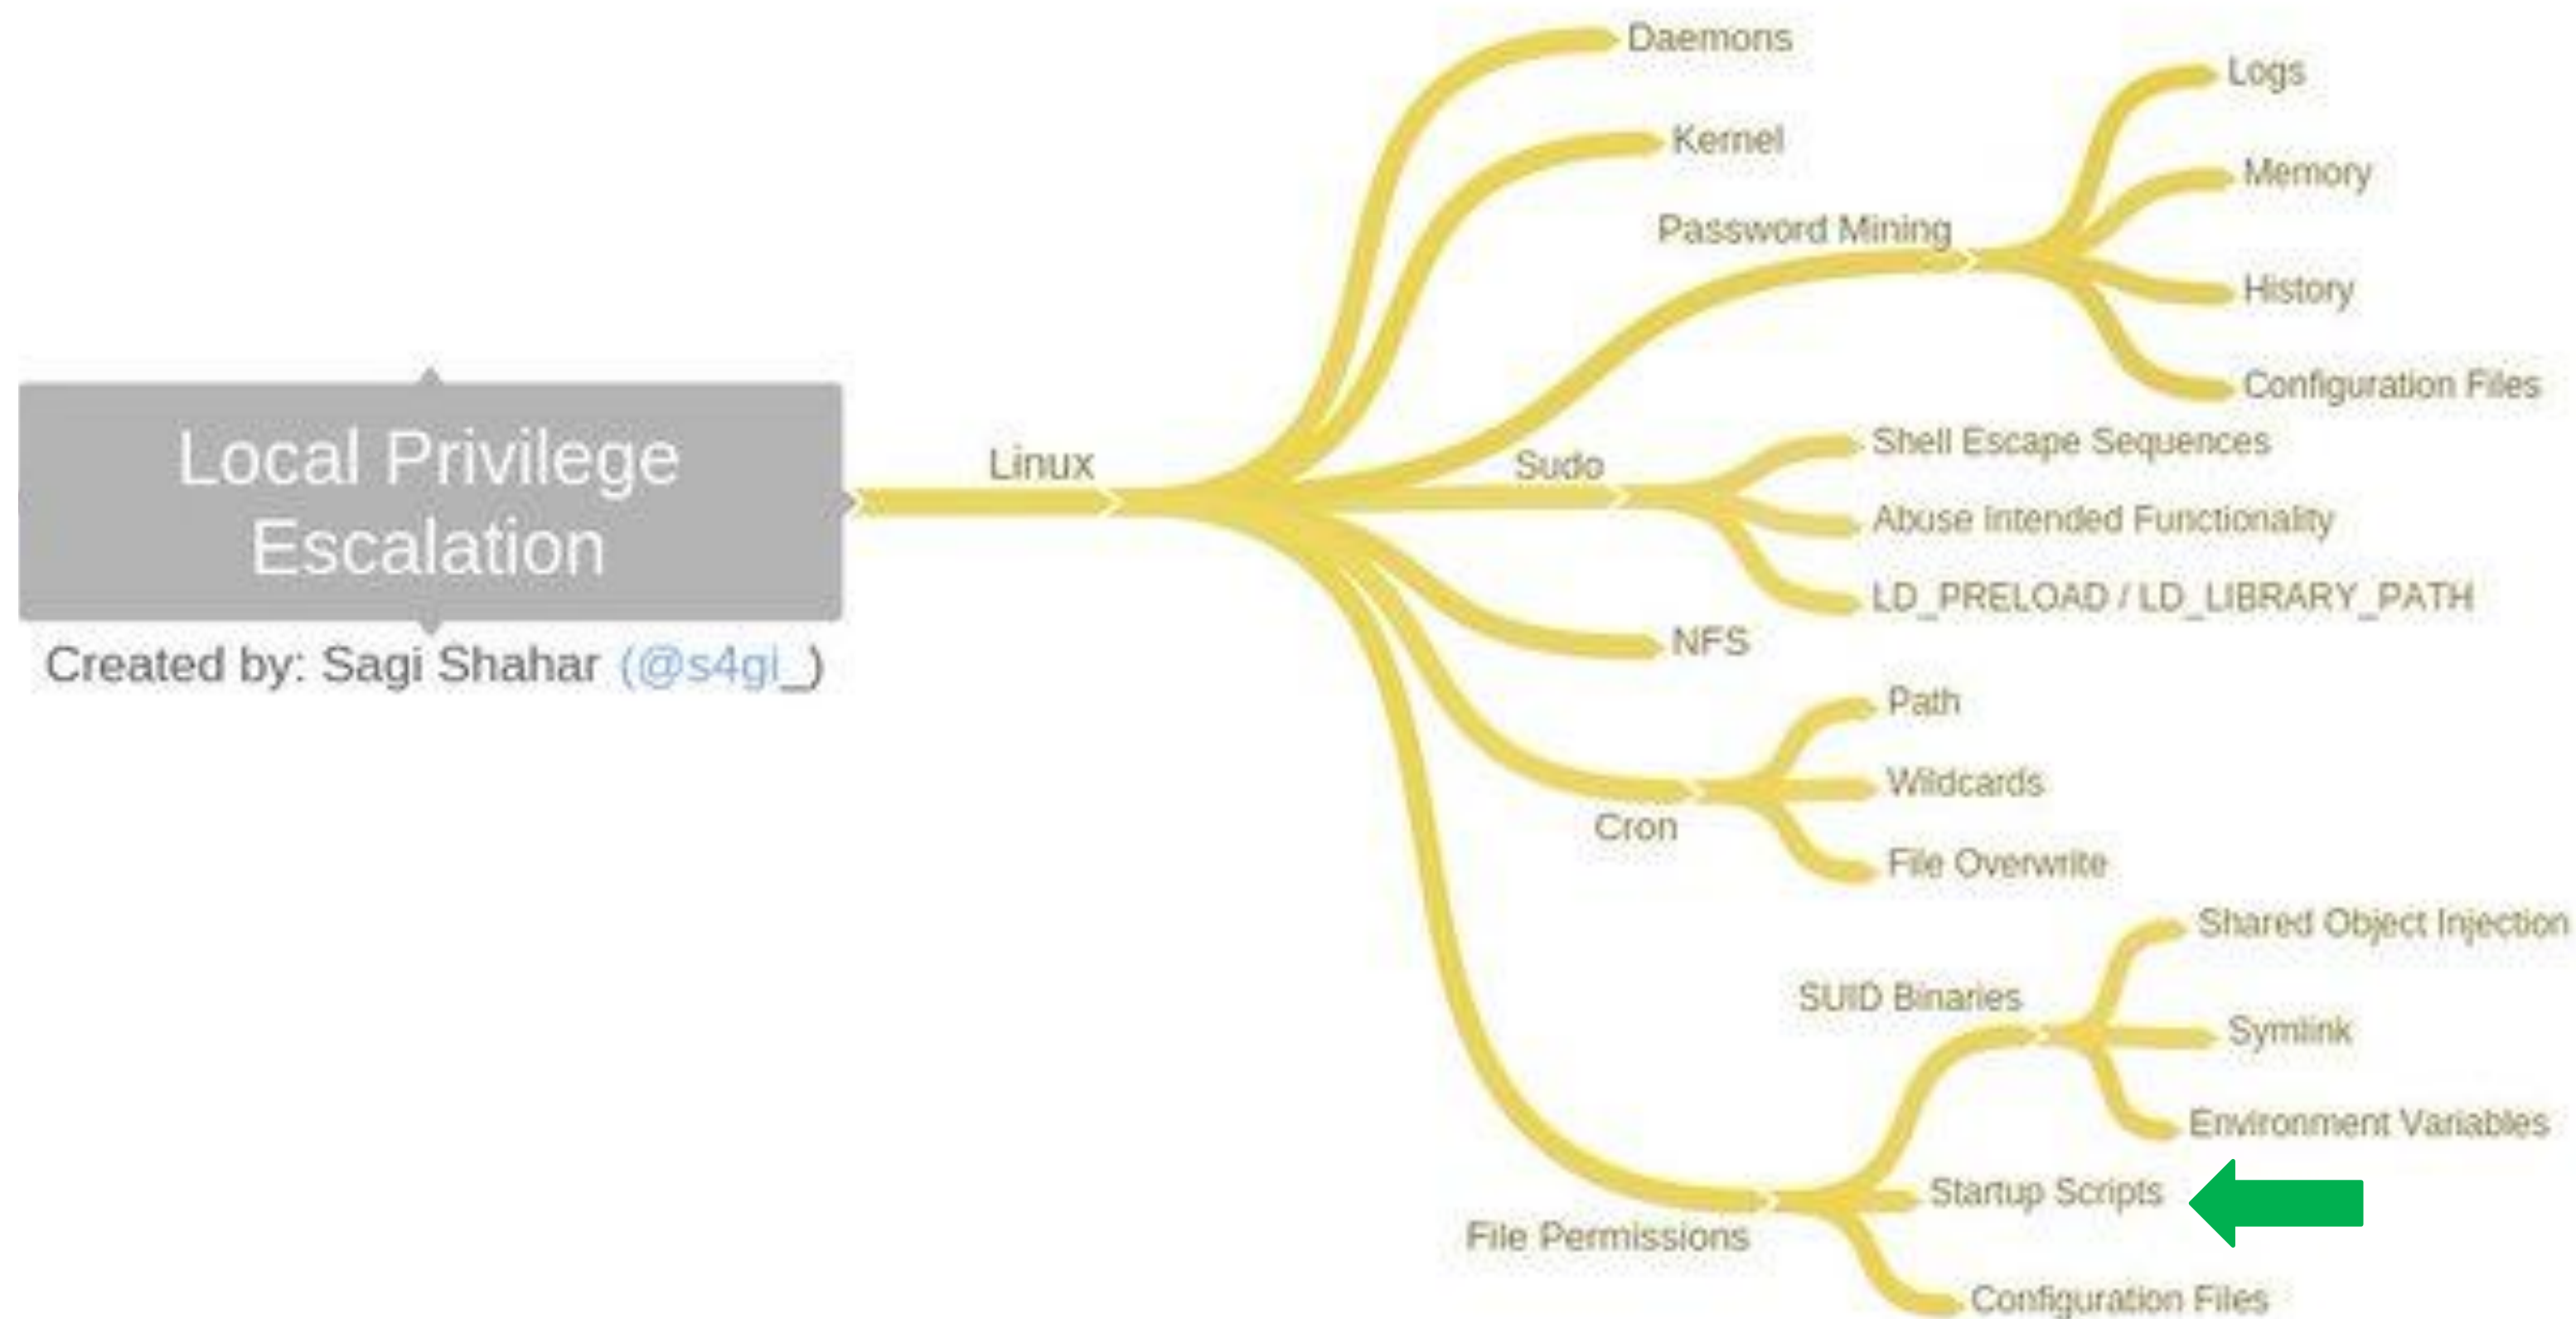 Local Privilege
Escalation
Created by: Sagi Shahar (@s4gi_)
Linux
Daemons
Kernel
Password Mining
Logs
Memory
History
Configuration Files
Sudo
Shell Escape Sequences
Abuse Intended Functionality
LD_PRELOAD / LD_LIBRARY_PATH
NFS
Cron
Path
Wildcards
File Overwrite
File Permissions
SUID Binaries
Shared Object Injection
Symlink
Environment Variables
Startup Scripts
Configuration Files